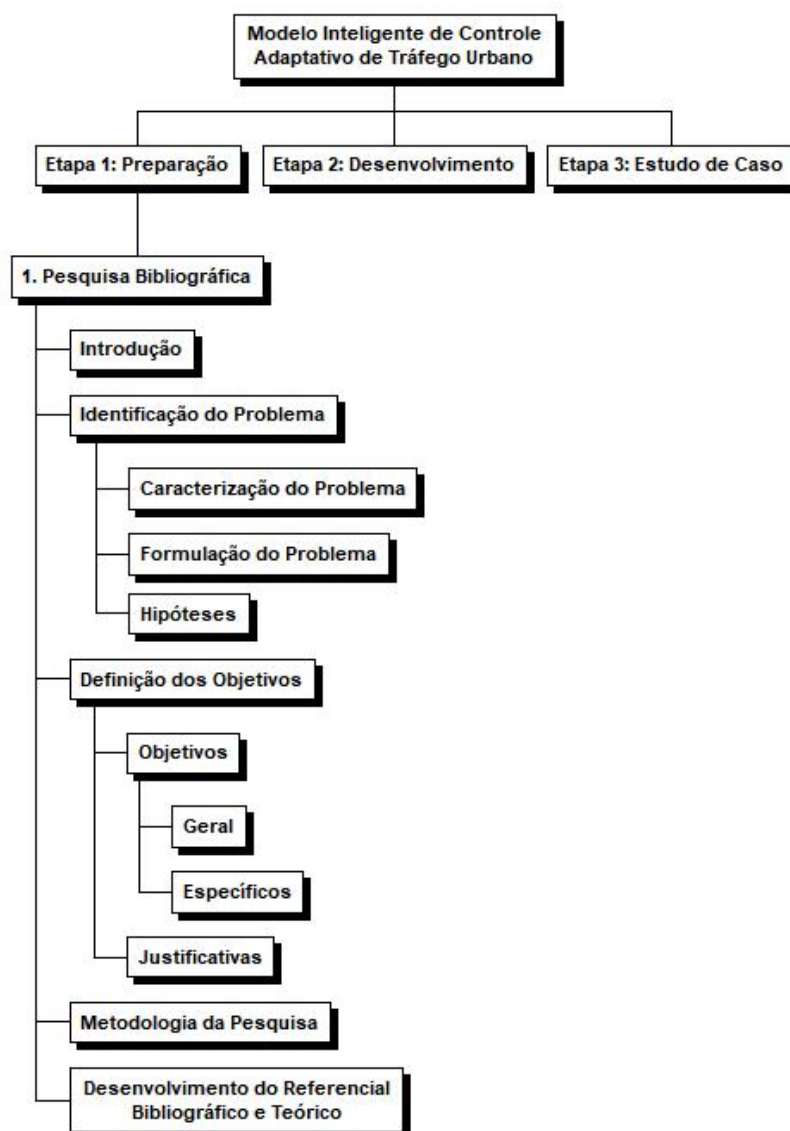 Modelo Inteligente de Controle
Adaptativo de Tráfego Urbano
Etapa 1: Preparação
Etapa 2: Desenvolvimento
Etapa 3: Estudo de Caso
1. Pesquisa Bibliográfica
Introdução
Identificação do Problema
Caracterização do Problema
Formulação do Problema
Hipóteses
Definição dos Objetivos
Objetivos
Geral
Específicos
Justificativas
Metodologia da Pesquisa
Desenvolvimento do Referencial
Bibliográfico e Teórico